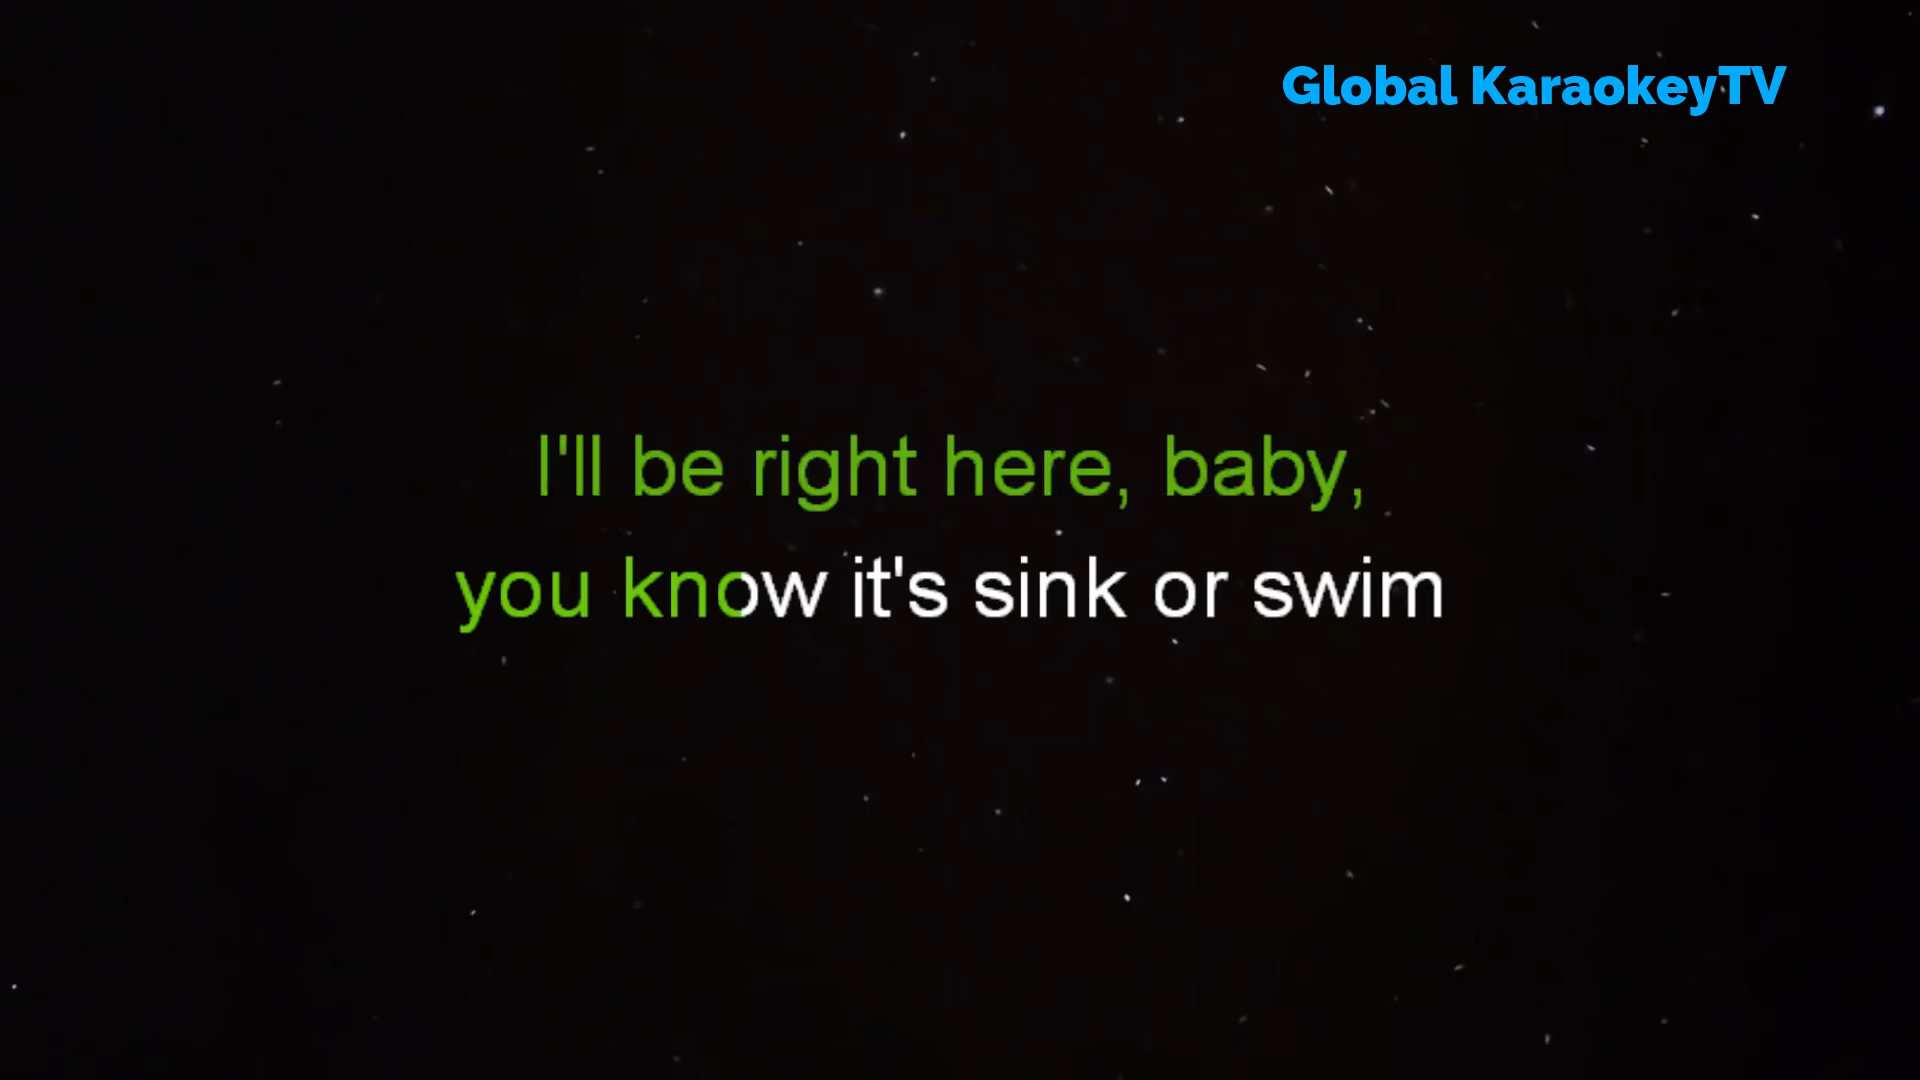 Global KaraokeyTV
I'll be right here, baby,
you know it's sink or swim